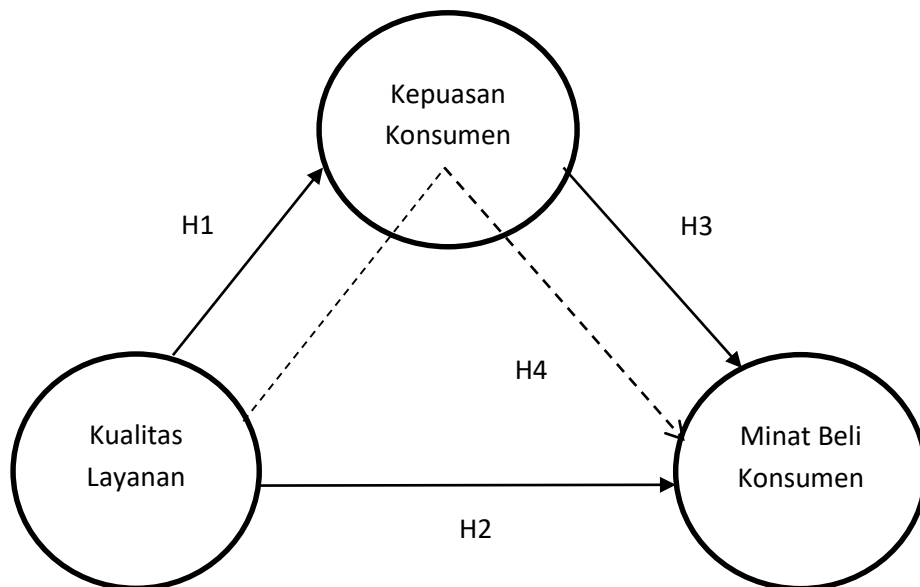 Kepuasan
Konsumen
H1
H3
H4
Kualitas
Layanan
Minat Beli
Konsumen
H2